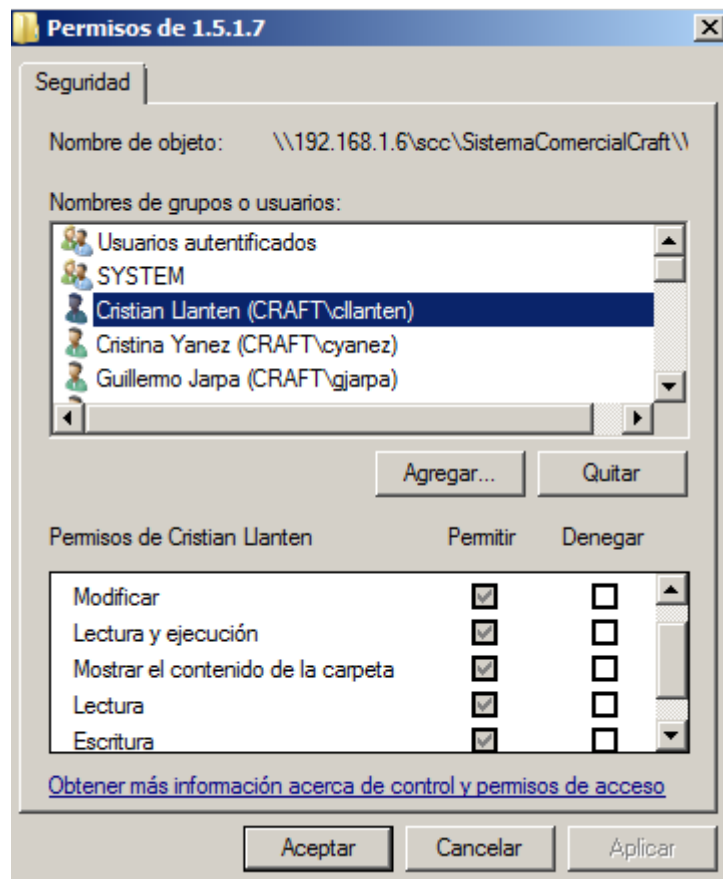 Permisos de 1.5.1.7
Seguridad
Nombre de objeto: \\192.168.1.6\scc\SistemaComercialCraft\\
Nombres de grupos o usuarios:
Usuarios autentificados
SYSTEM
Cristian Llanten (CRAFT\cllanten)
Cristina Yanez (CRAFT\cyanez)
Guillermo Jarpa (CRAFT\gjarpa)
Agregar... Quitar
Permisos de Cristian Llanten Permitir Denegar
Modificar
Lectura y ejecución
Mostrar el contenido de la carpeta
Lectura
Escritura
Obtener más información acerca de control y permisos de acceso
Aceptar Cancelar Aplicar